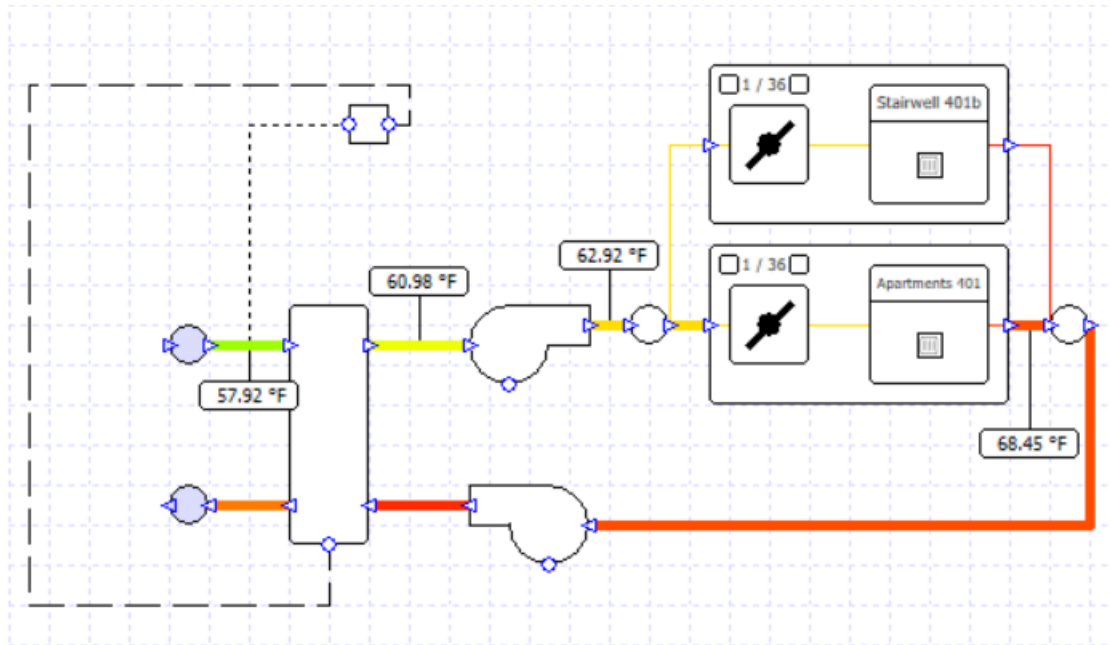 1 / 36
Stairwell 401b
62.92 °F
1 / 36
60.98 °F
Apartments 401
57.92 °F
68.45 °F